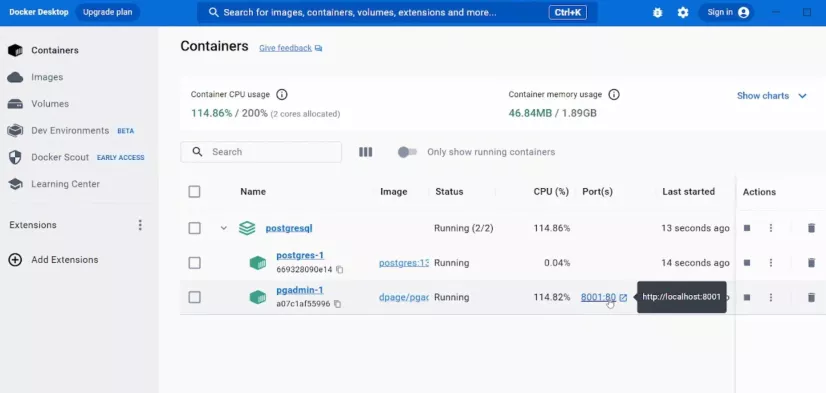 Docker Desktop Upgrade plan Search for images, containers, volumes, extensions and more... Ctrl+K Sign in
Containers
Images
Volumes
Dev Environments BETA
Docker Scout EARLY ACCESS
Learning Center
Extensions
Add Extensions
Containers Give feedback
Container CPU usage
114.86% / 200% (2 cores allocated)
Container memory usage
46.84MB / 1.89GB
Show charts
Search Only show running containers
Name Image Status CPU (%) Port(s) Last started Actions
postgresql Running (2/2) 114.86% 13 seconds ago
postgres-1
669328090e14
postgres:13 Running 0.04% 14 seconds ago
pgadmin-1
a07c1af55996
dpage/pgad Running 114.82% 8001:80 http://localhost:8001